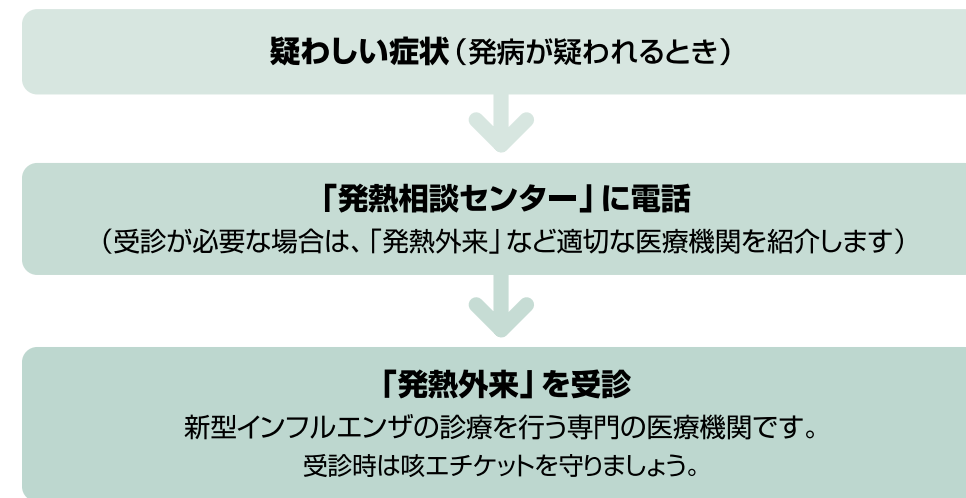 疑わしい症状（発病が疑われるとき）
「発熱相談センター」に電話
（受診が必要な場合は、「発熱外来」など適切な医療機関を紹介します）
「発熱外来」を受診
新型インフルエンザの診療を行う専門の医療機関です。
受診時は咳エチケットを守りましょう。